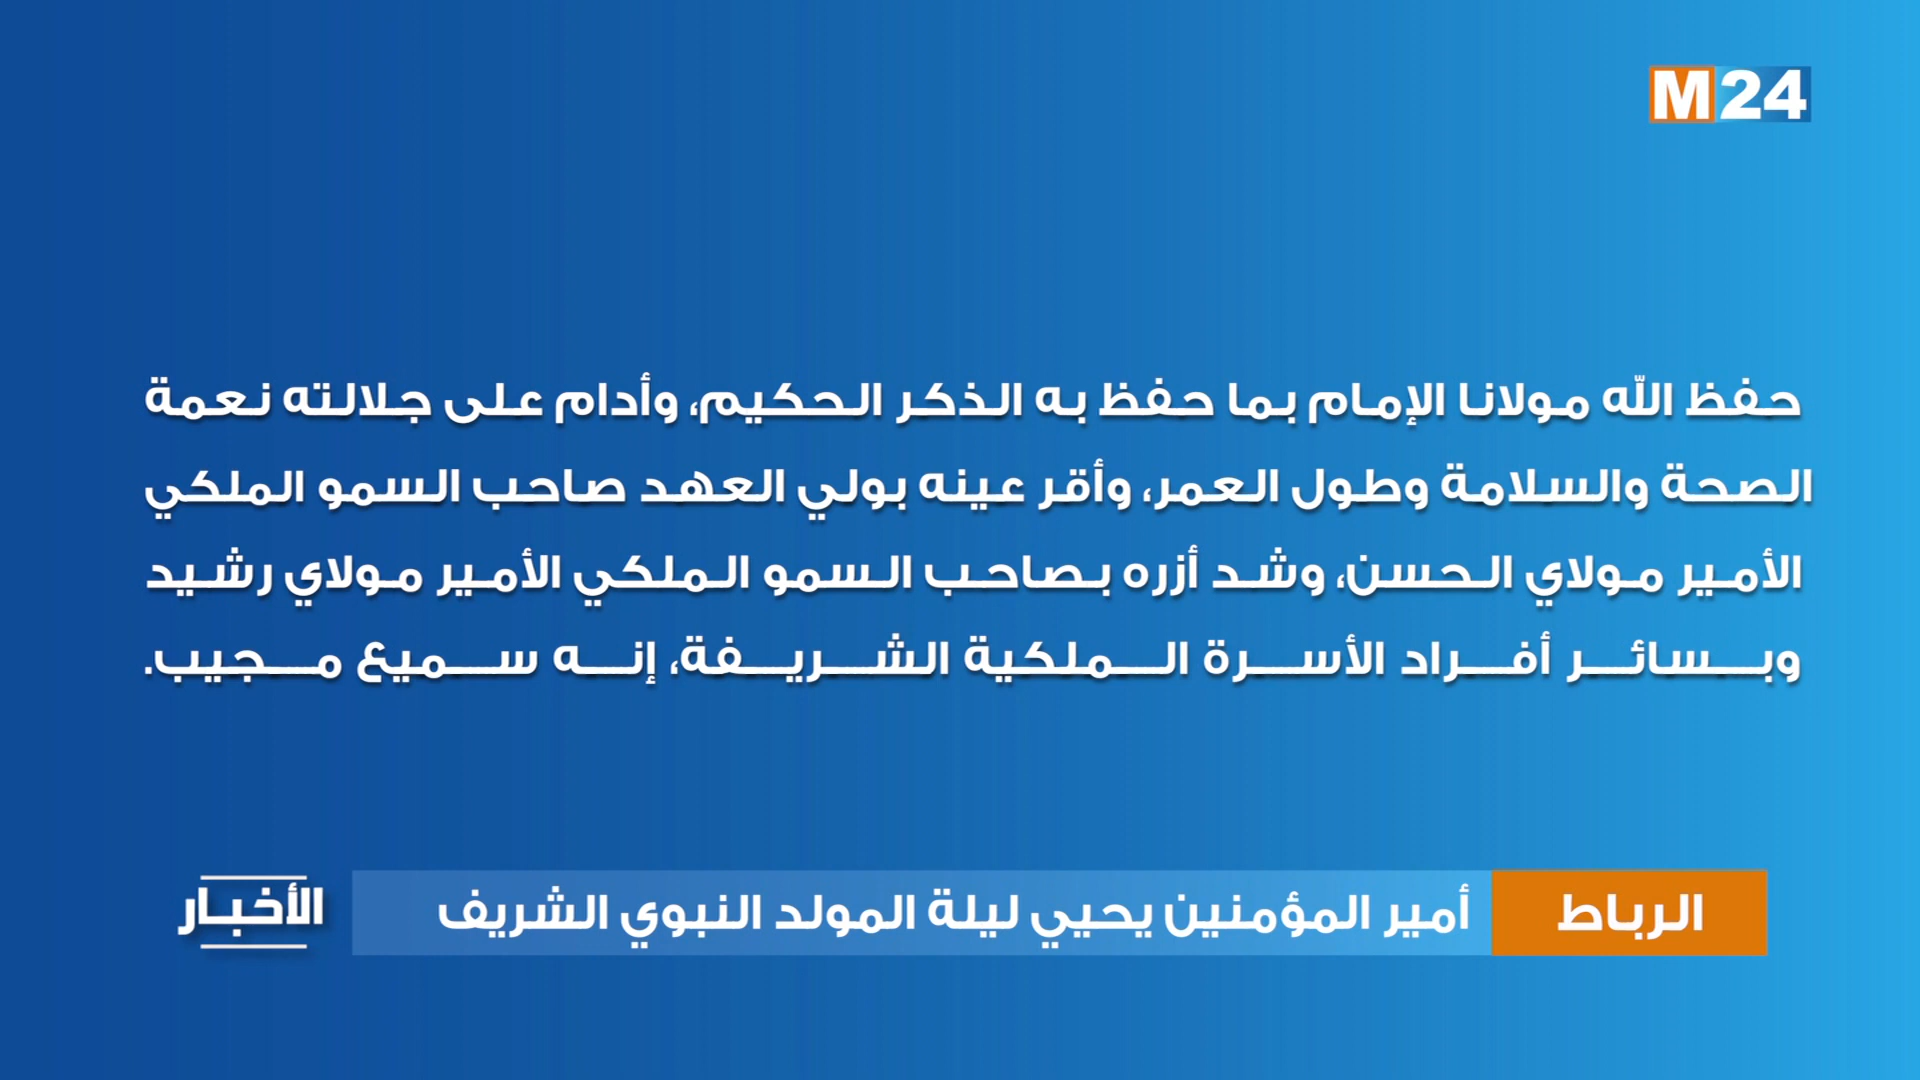 M24
حفظ الله مولانا الإمام بما حفظ به الذكر الحكيم، وأدام على جلالته نعمة
الصحة والسلامة وطول العمر، وأقر عينه بولي العهد صاحب السمو الملكي
الأمير مولاي الحسن، وشد أزره بصاحب السمو الملكي الأمير مولاي رشيد
وبسائر أفراد الأسرة الملكية الشريفة، إنه سميع مجيب.
الرباط
أمير المؤمنين يحيي ليلة المولد النبوي الشريف
الأخبار